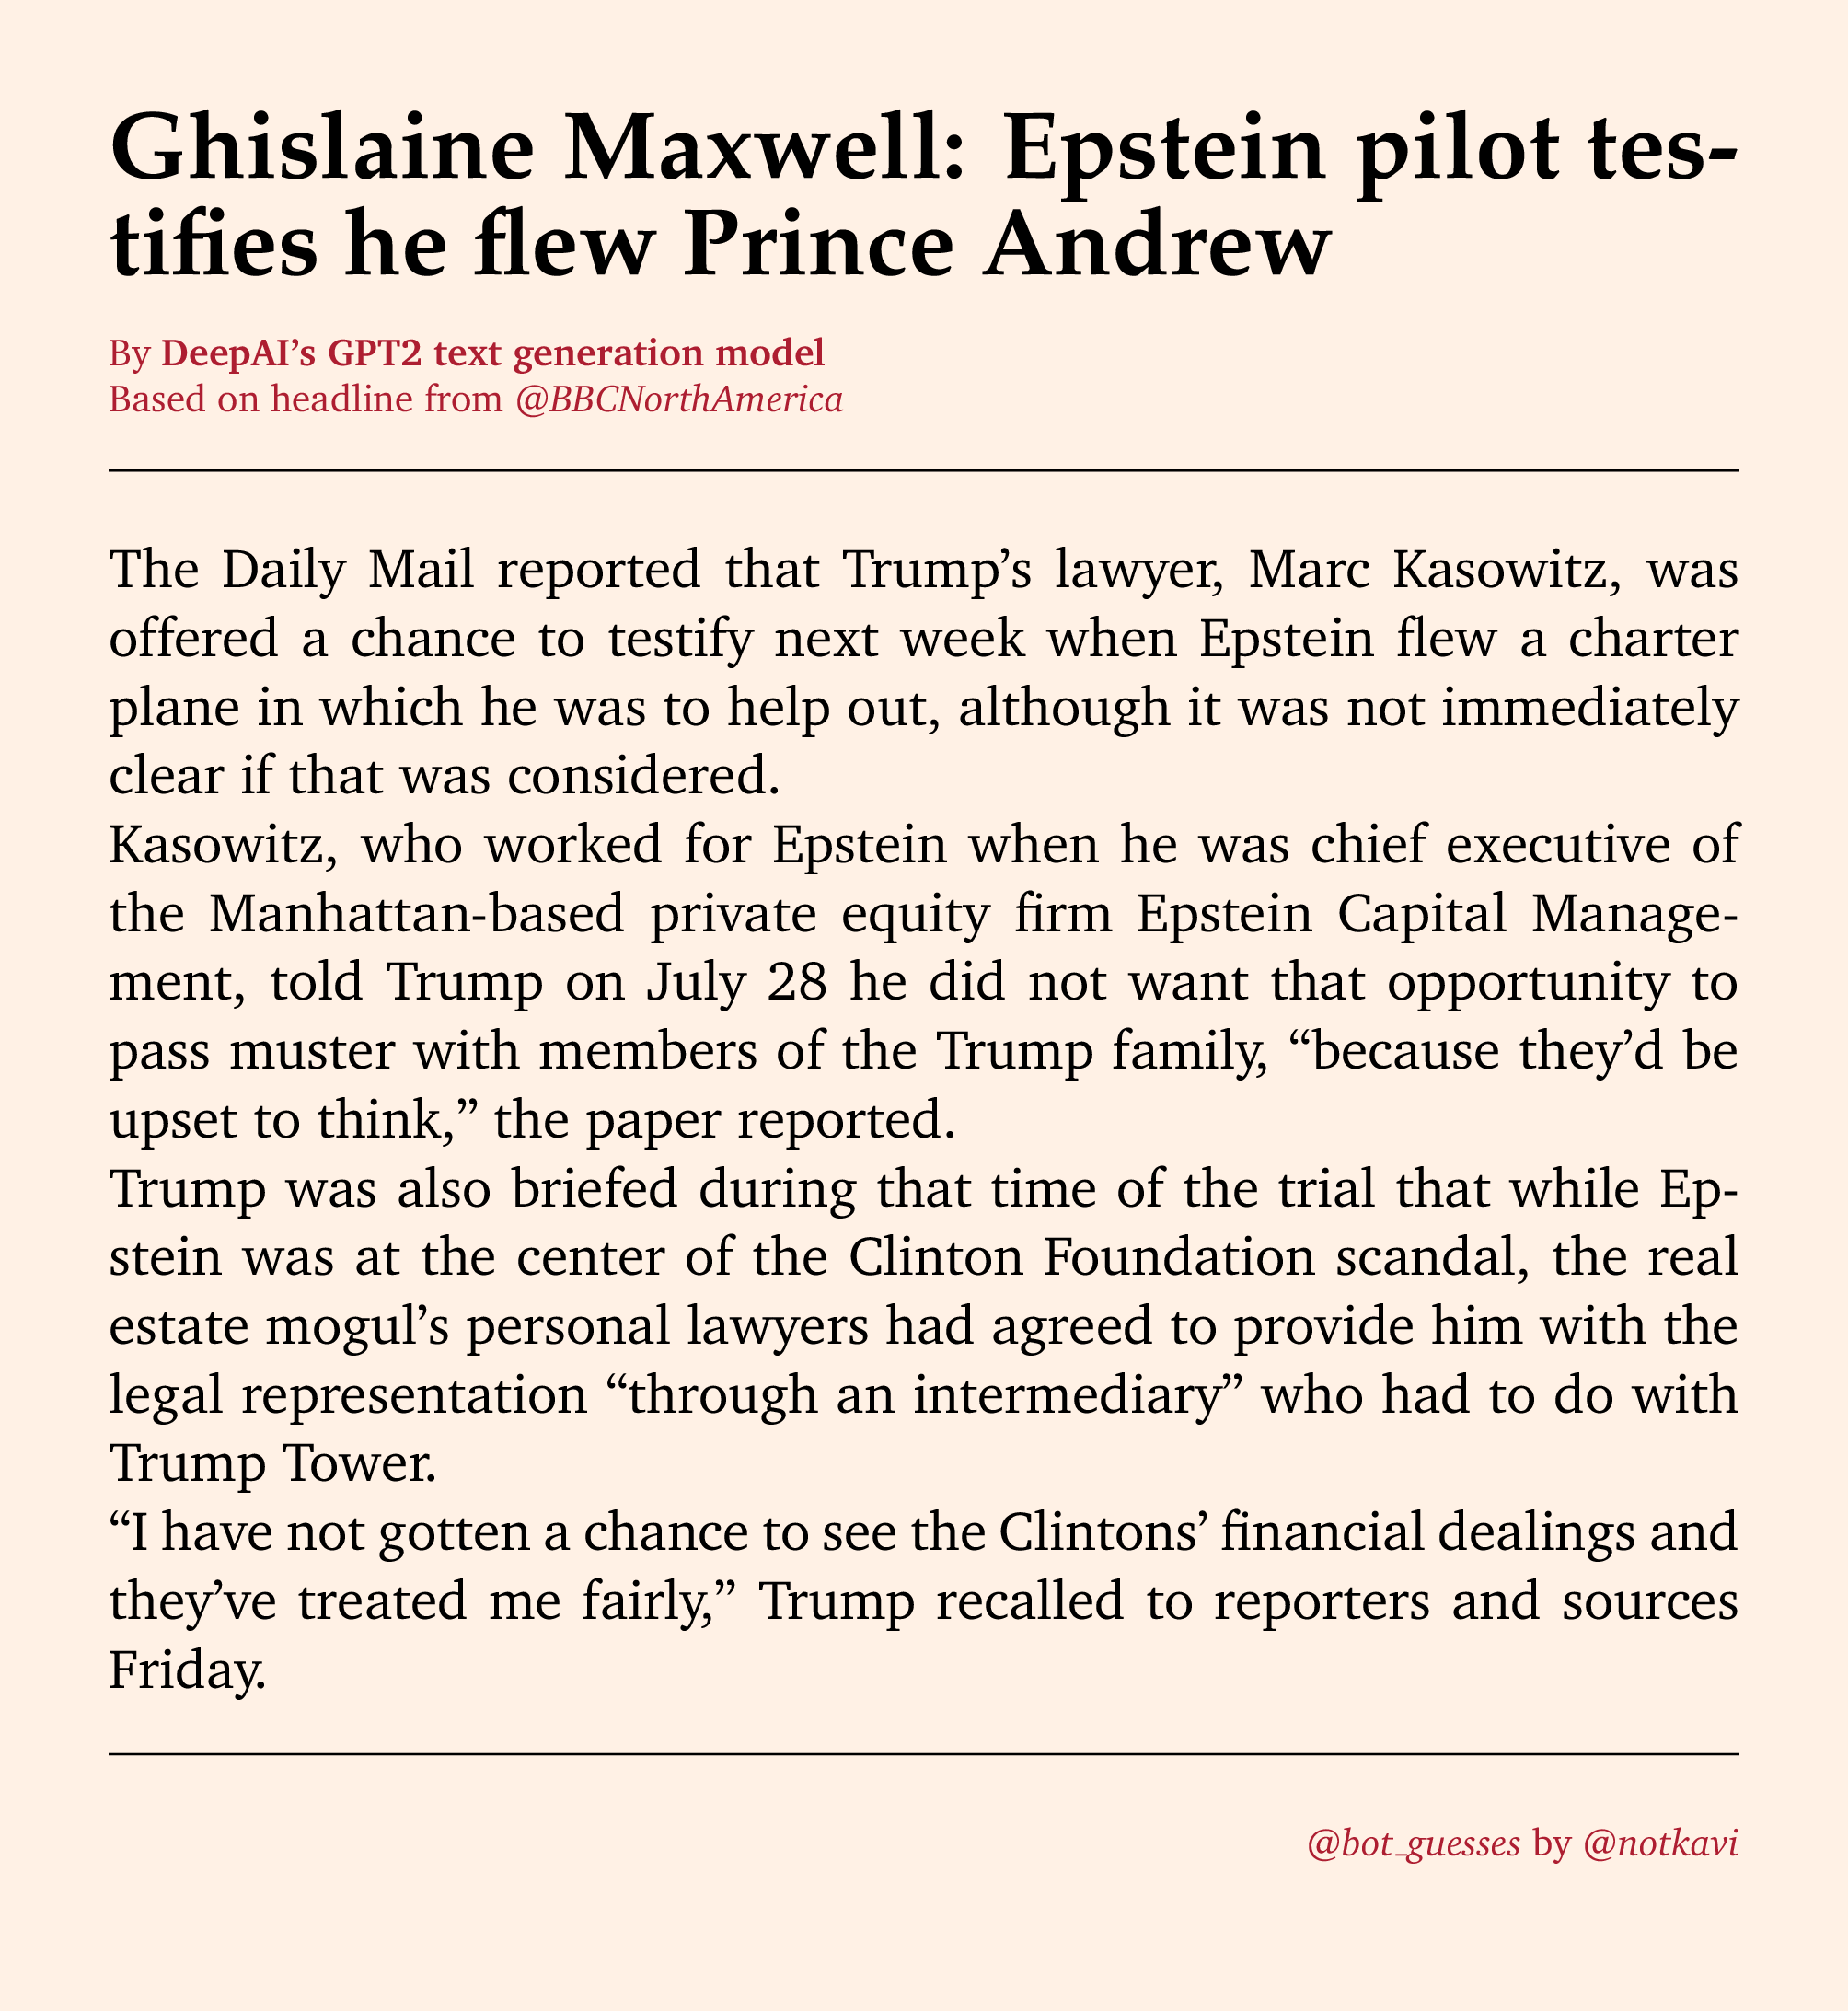 Ghislaine Maxwell: Epstein pilot tes-
tifies he flew Prince Andrew
By DeepAI’s GPT2 text generation model
Based on headline from @BBCNorthAmerica
The Daily Mail reported that Trump’s lawyer, Marc Kasowitz, was
offered a chance to testify next week when Epstein flew a charter
plane in which he was to help out, although it was not immediately
clear if that was considered.
Kasowitz, who worked for Epstein when he was chief executive of
the Manhattan-based private equity firm Epstein Capital Manage-
ment, told Trump on July 28 he did not want that opportunity to
pass muster with members of the Trump family, “because they’d be
upset to think,” the paper reported.
Trump was also briefed during that time of the trial that while Ep-
stein was at the center of the Clinton Foundation scandal, the real
estate mogul’s personal lawyers had agreed to provide him with the
legal representation “through an intermediary” who had to do with
Trump Tower.
“I have not gotten a chance to see the Clintons’ financial dealings and
they’ve treated me fairly,” Trump recalled to reporters and sources
Friday.
@bot_guesses by @notkavi